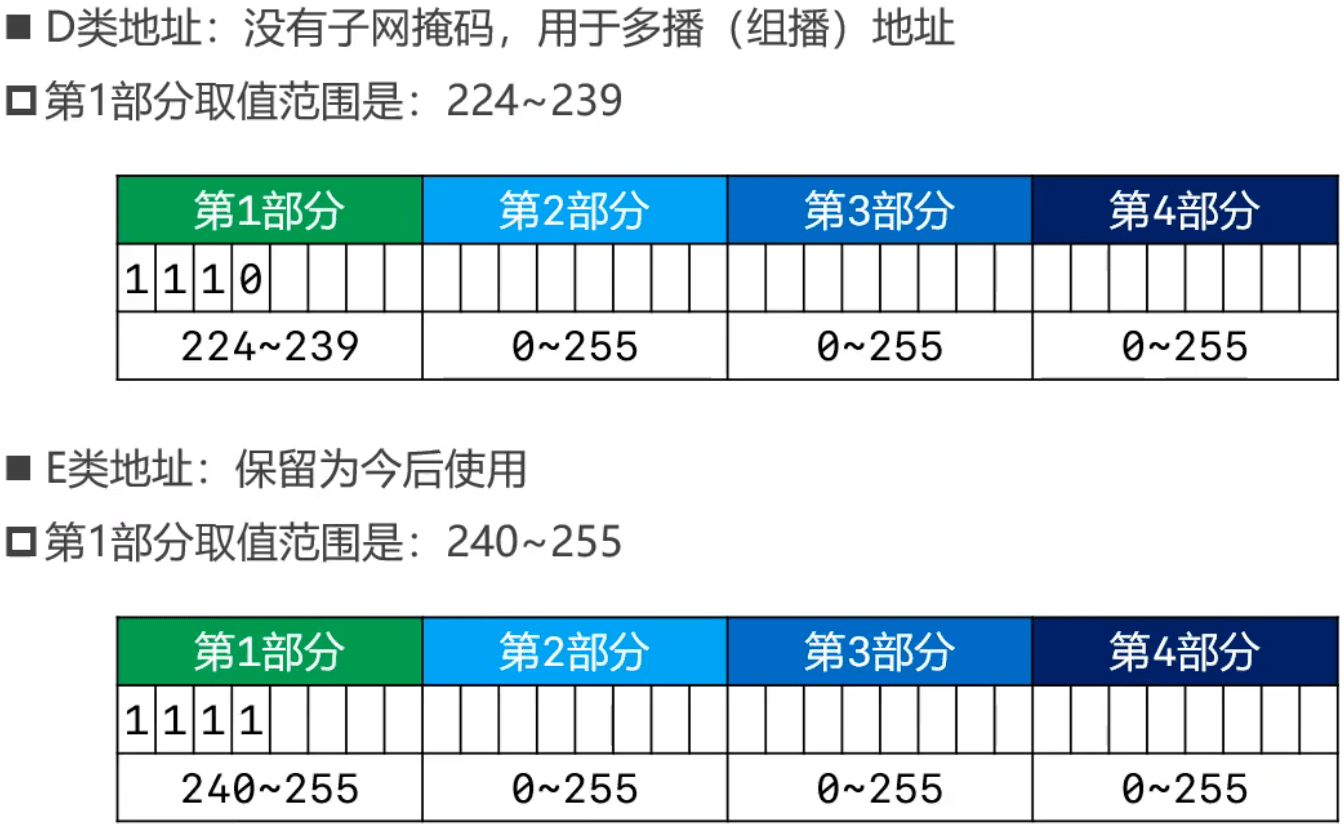 ■ D类地址：没有子网掩码，用于多播（组播）地址
第1部分取值范围是：224~239
第1部分 第2部分 第3部分 第4部分
1 1 1 0
224~239 0~255 0~255 0~255
■ E类地址：保留为今后使用
第1部分取值范围是：240~255
第1部分 第2部分 第3部分 第4部分
1 1 1 1
240~255 0~255 0~255 0~255